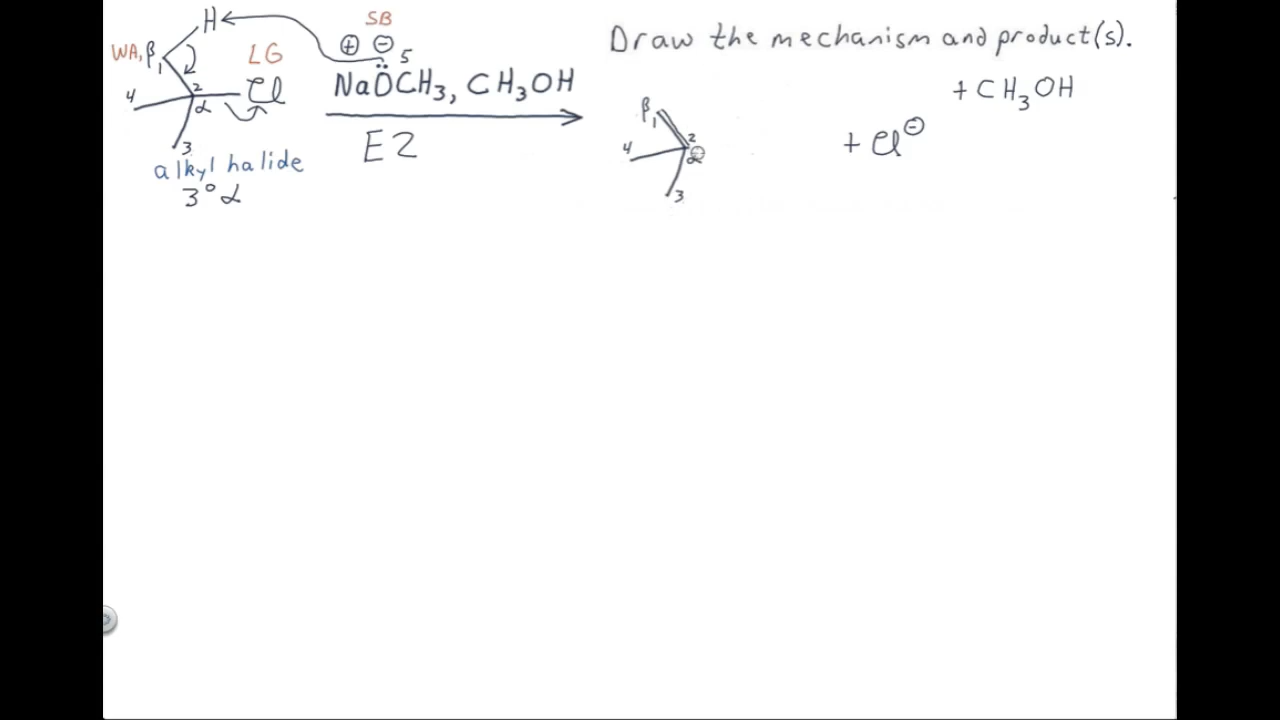 H
SB
⊕ ⊖
5
Draw the mechanism and product(s).
WA, β
1
LG
NaÖCH₃, CH₃OH
+ CH₃OH
4
2
α
Cl
3
E2
β
1
2
4
α
3
+ Cl⊖
alkyl halide
3° α